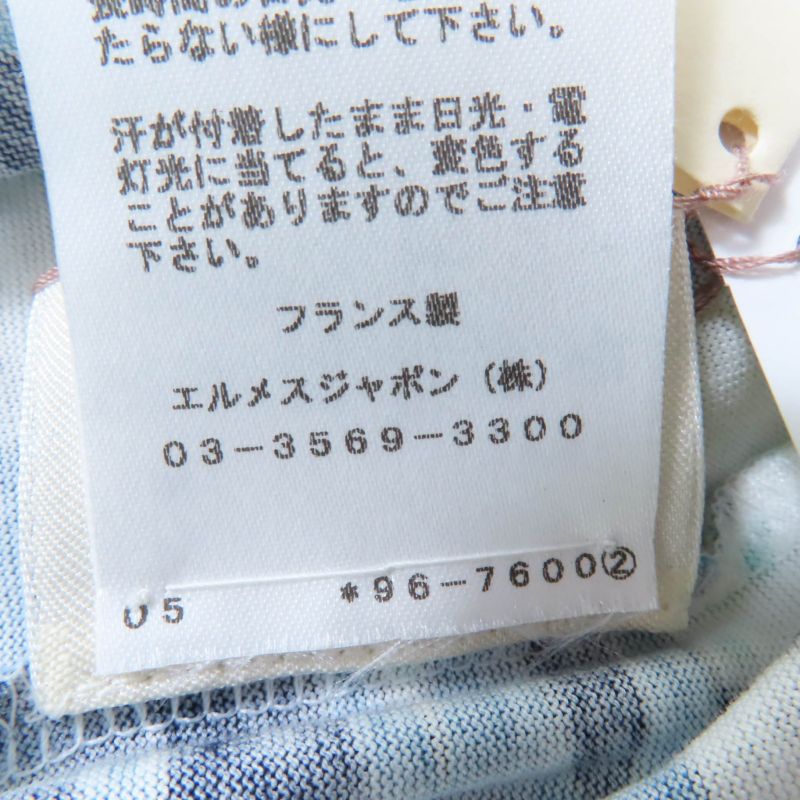 たらない様にして下さい。
汗が付着したまま日光・電
灯光に当てると、変色する
ことがありますのでご注意
下さい。
フランス製
エルメスジャポン（株）
03-3569-3300
05 *96-7600②